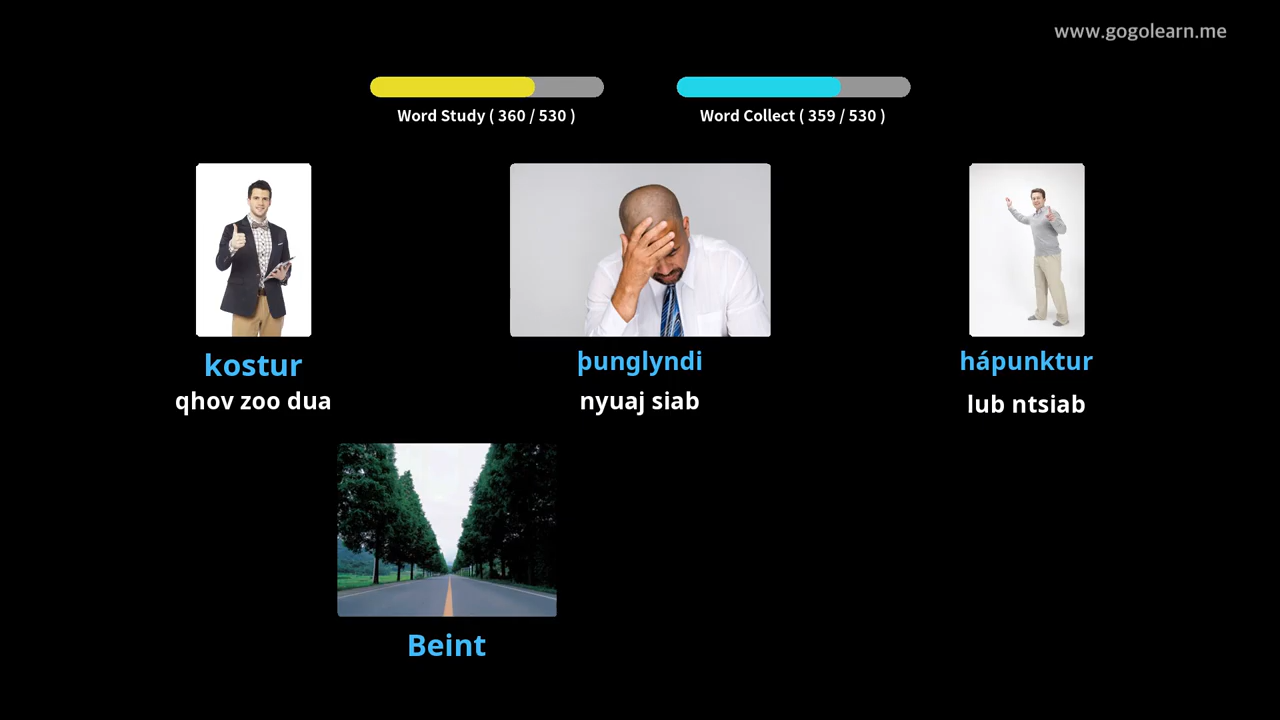 www.gogolearn.me
Word Study ( 360 / 530 )
Word Collect ( 359 / 530 )
kostur
qhov zoo dua
þunglyndi
nyuaj siab
hápunktur
lub ntsiab
Beint